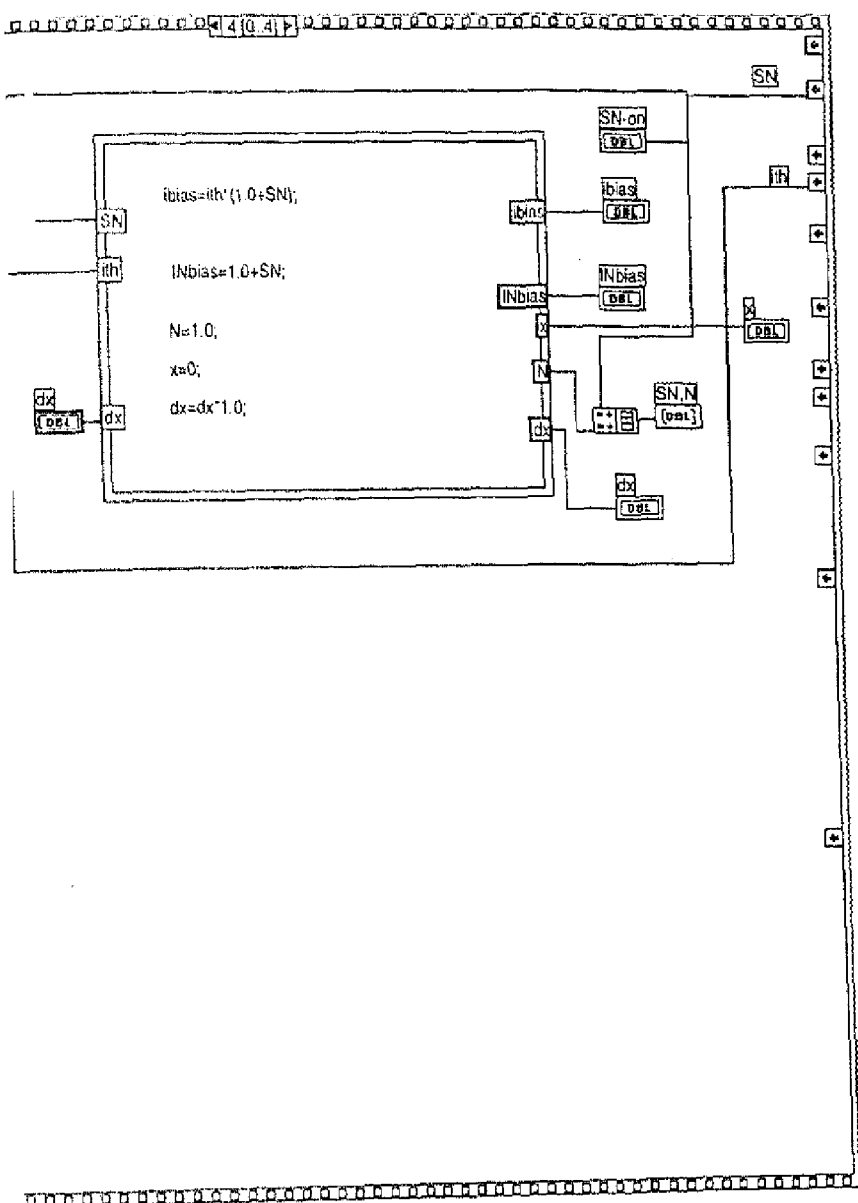 4 [0..4]
SN
SN-on
DBL
ibias=ith*(1.0+SN);
ith
ibias
DBL
SN
ibias
ith
INbias=1.0+SN;
INbias
DBL
INbias
N=1.0;
x
x
DBL
x=0;
N
dx
DBL
dx
dx=dx*1.0;
SN,N
[DBL]
dx
dx
DBL